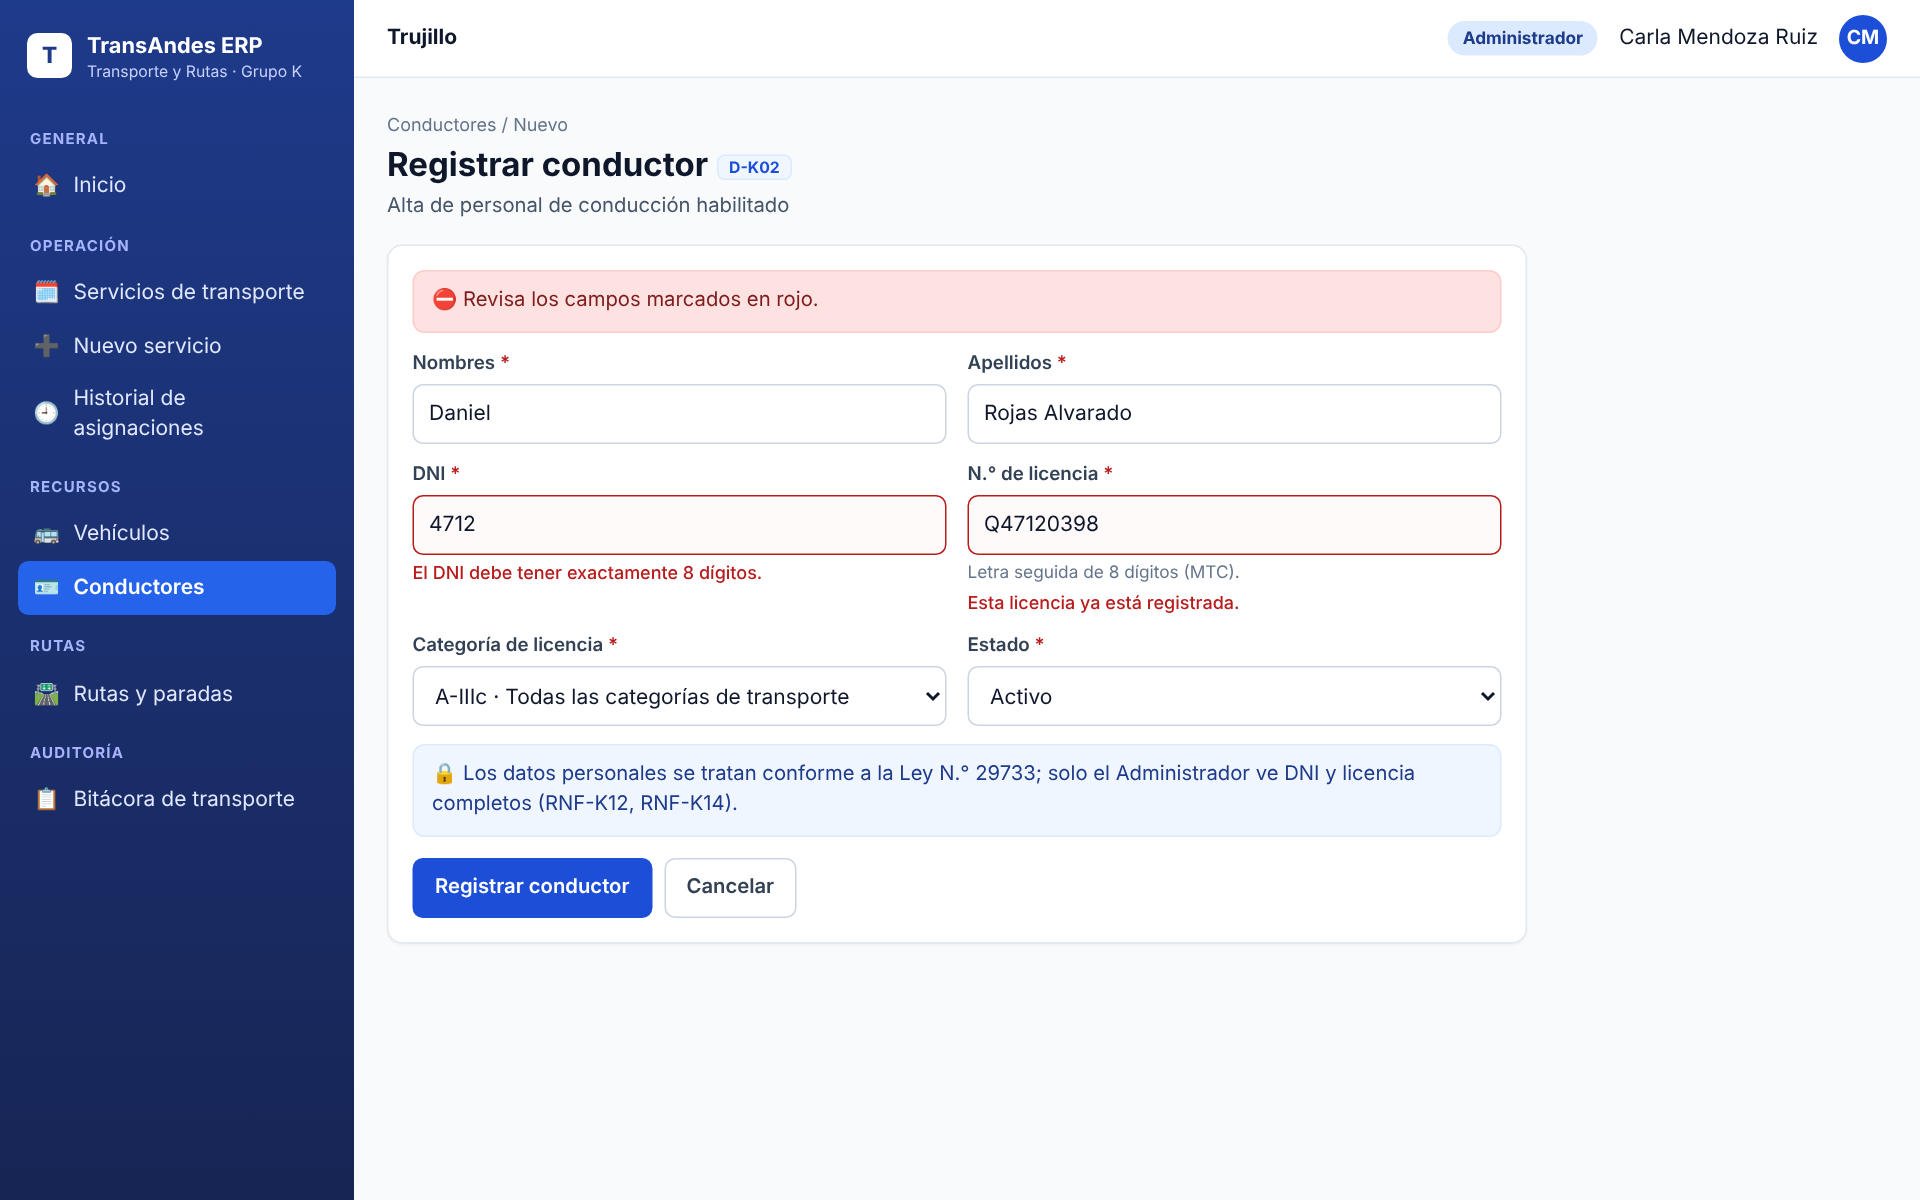 T
TransAndes ERP
Transporte y Rutas · Grupo K
GENERAL
Inicio
OPERACIÓN
Servicios de transporte
Nuevo servicio
Historial de
asignaciones
RECURSOS
Vehículos
Conductores
RUTAS
Rutas y paradas
AUDITORÍA
Bitácora de transporte
Trujillo
Administrador
Carla Mendoza Ruiz
CM
Conductores / Nuevo
Registrar conductor D-K02
Alta de personal de conducción habilitado
Revisa los campos marcados en rojo.
Nombres *
Daniel
Apellidos *
Rojas Alvarado
DNI *
4712
El DNI debe tener exactamente 8 dígitos.
N.° de licencia *
Q47120398
Letra seguida de 8 dígitos (MTC).
Esta licencia ya está registrada.
Categoría de licencia *
A-IIIc · Todas las categorías de transporte
Estado *
Activo
Los datos personales se tratan conforme a la Ley N.° 29733; solo el Administrador ve DNI y licencia
completos (RNF-K12, RNF-K14).
Registrar conductor
Cancelar